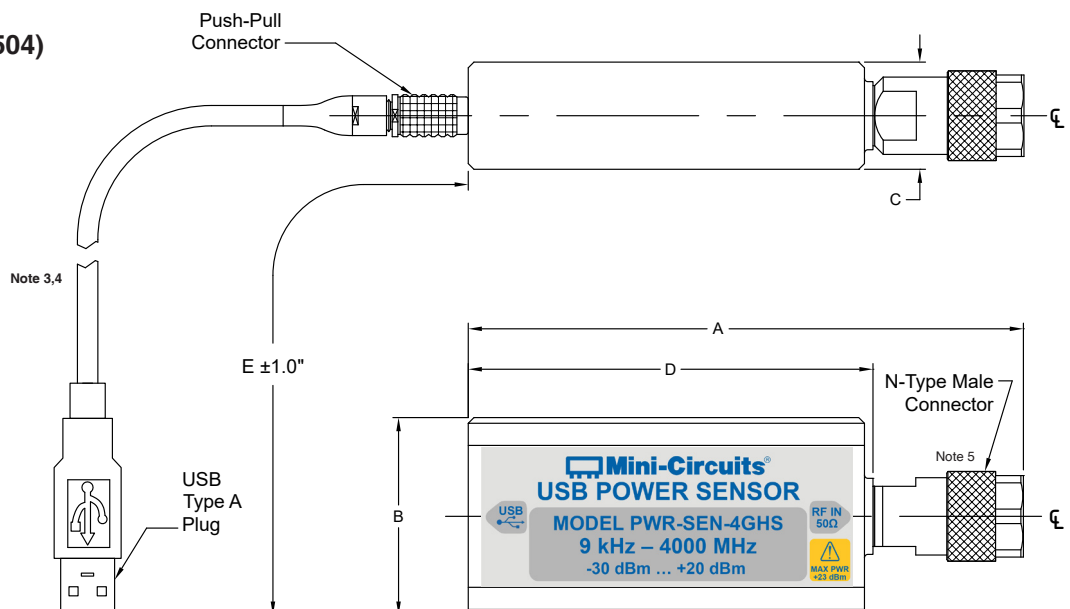 504)
Push-Pull
Connector
C
℄
Note 3,4
E ±1.0"
A
D
N-Type Male
Connector
Note 5
USB
Type A
Plug
B
Mini-Circuits®
USB POWER SENSOR
USB
MODEL PWR-SEN-4GHS
9 kHz – 4000 MHz
-30 dBm ... +20 dBm
RF IN
50Ω
MAX PWR
+23 dBm
℄